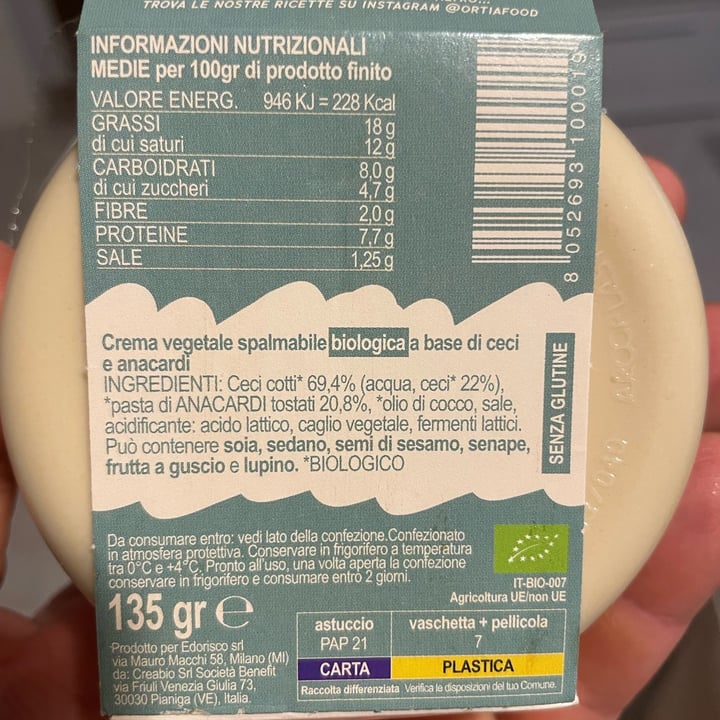 TROVA LE NOSTRE RICETTE SU INSTAGRAM @ORTIAFOOD
INFORMAZIONI NUTRIZIONALI
MEDIE per 100gr di prodotto finito
VALORE ENERG. 946 KJ = 228 Kcal
GRASSI 18 g
di cui saturi 12 g
CARBOIDRATI 8,0 g
di cui zuccheri 4,7 g
FIBRE 2,0 g
PROTEINE 7,7 g
SALE 1,25 g
8 052693 100019
Crema vegetale spalmabile biologica a base di ceci
e anacardi
INGREDIENTI: Ceci cotti* 69,4% (acqua, ceci* 22%),
*pasta di ANACARDI tostati 20,8%, *olio di cocco, sale,
acidificante: acido lattico, caglio vegetale, fermenti lattici.
Può contenere soia, sedano, semi di sesamo, senape,
frutta a guscio e lupino. *BIOLOGICO
SENZA GLUTINE
Da consumare entro: vedi lato della confezione.Confezionato
in atmosfera protettiva. Conservare in frigorifero a temperatura
tra 0°C e +4°C. Pronto all'uso, una volta aperta la confezione
conservare in frigorifero e consumare entro 2 giorni.
135 gr e
IT-BIO-007
Agricoltura UE/non UE
Prodotto per Edorisco srl
via Mauro Macchi 58, Milano (MI)
da: Creabio Srl Società Benefit
via Friuli Venezia Giulia 73,
30030 Pianiga (VE), Italia.
astuccio vaschetta + pellicola
PAP 21 7
CARTA PLASTICA
Raccolta differenziata Verifica le disposizioni del tuo Comune.